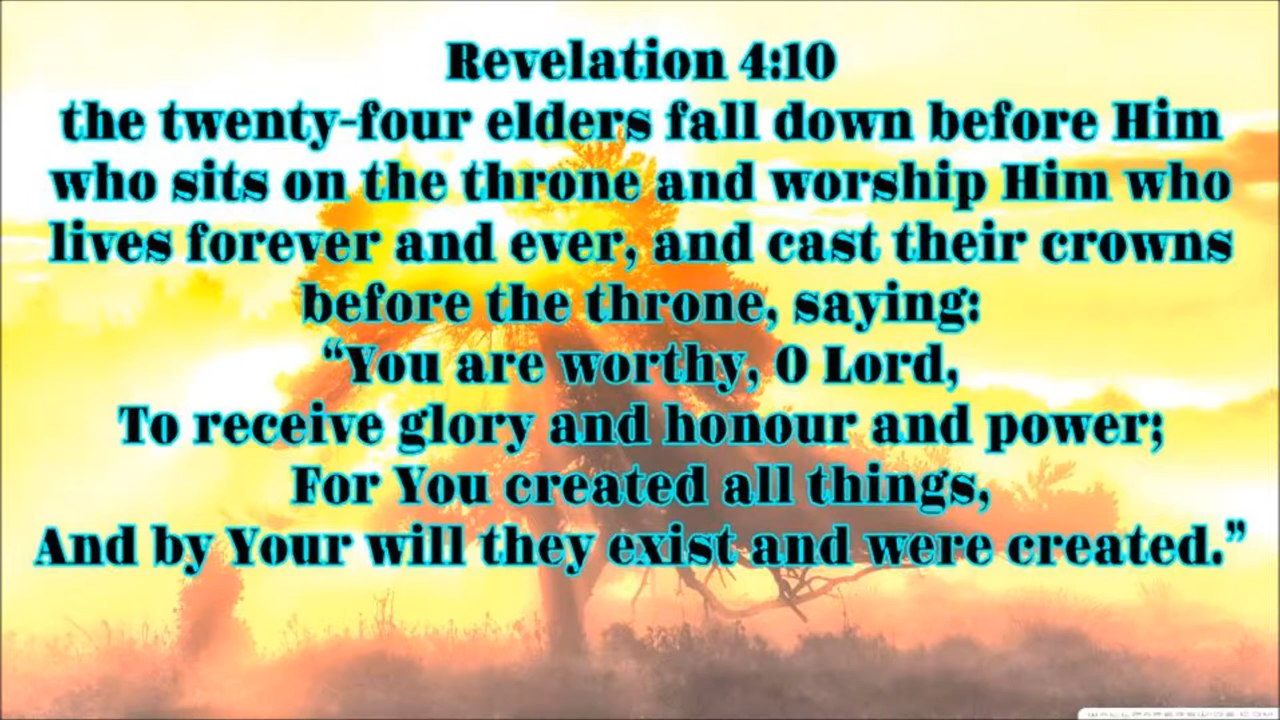 Revelation 4:10
the twenty-four elders fall down before Him
who sits on the throne and worship Him who
lives forever and ever, and cast their crowns
before the throne, saying:
“You are worthy, O Lord,
To receive glory and honour and power;
For You created all things,
And by Your will they exist and were created.”